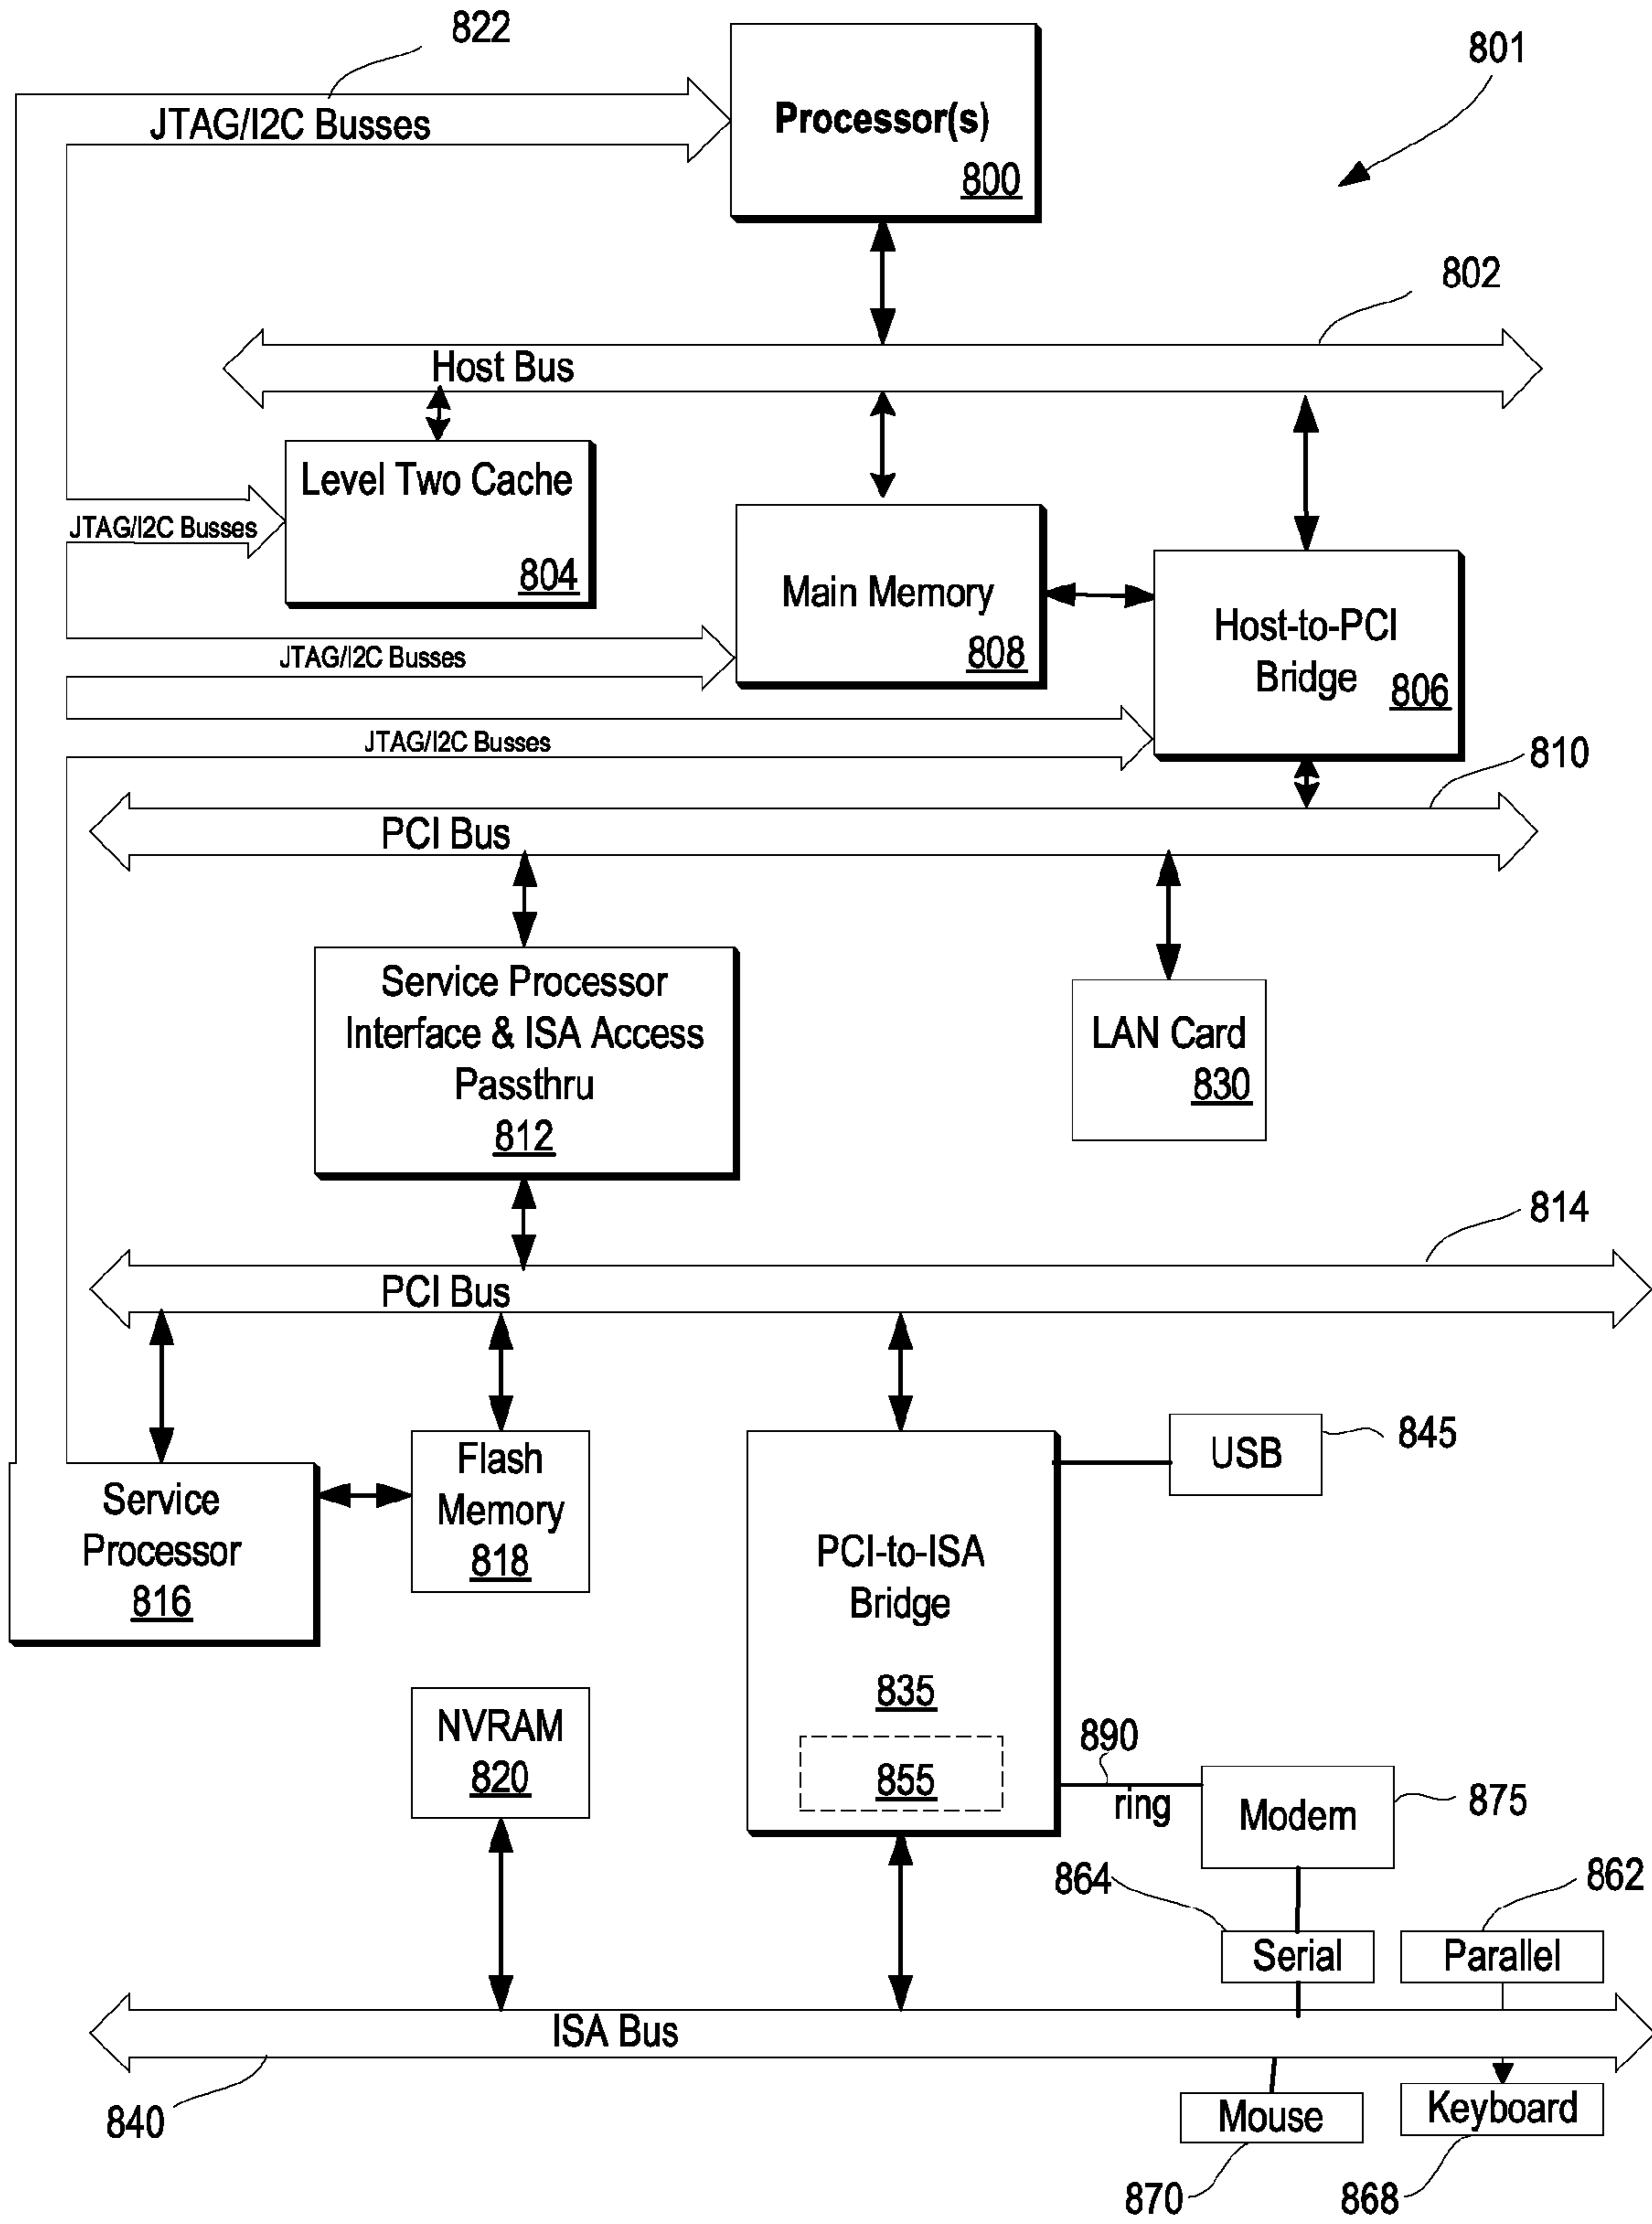 822
801
JTAG/I2C Busses
Processor(s)
800
802
Host Bus
Level Two Cache
804
JTAG/I2C Busses
Main Memory
808
Host-to-PCI
Bridge
806
JTAG/I2C Busses
JTAG/I2C Busses
810
PCI Bus
Service Processor
Interface & ISA Access
Passthru
812
LAN Card
830
814
PCI Bus
Service
Processor
816
Flash
Memory
818
PCI-to-ISA
Bridge
835
855
USB
845
NVRAM
820
890
ring
Modem
875
864
862
Serial
Parallel
ISA Bus
840
Mouse
Keyboard
870
868